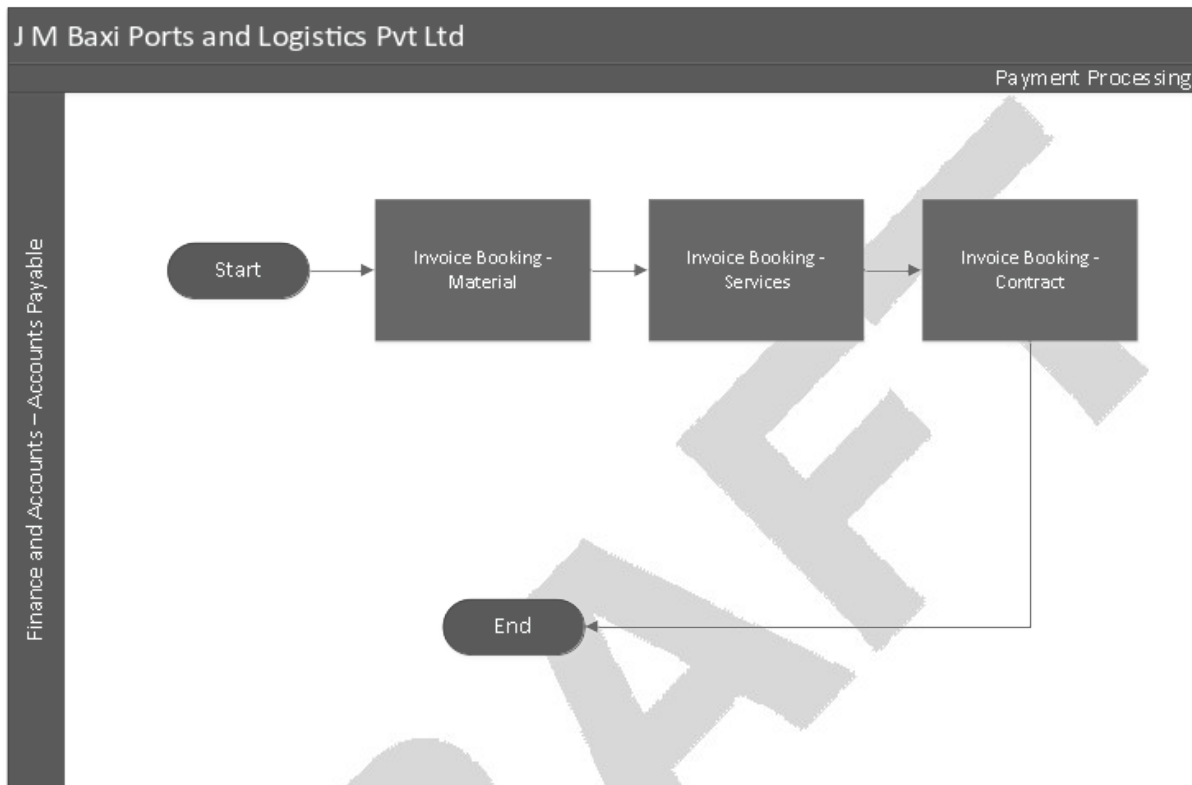 J M Baxi Ports and Logistics Pvt Ltd
Payment Processing
Finance and Accounts – Accounts Payable
Start
Invoice Booking -
Material
Invoice Booking -
Services
Invoice Booking -
Contract
End